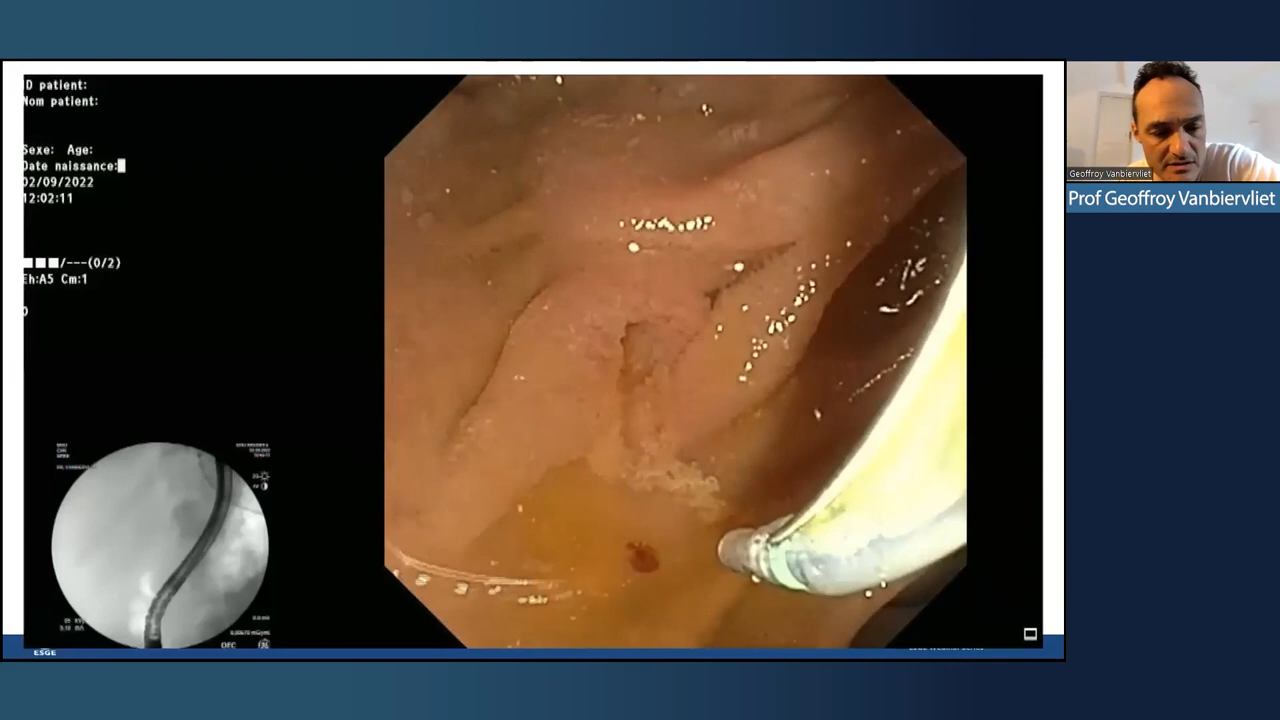 ID patient:
Nom patient:
Sexe: Age:
Date naissance:
02/09/2022
12:02:11
■■■/---(0/2)
Eh:A5 Cm:1
Geoffroy Vanbiervliet
Prof Geoffroy Vanbiervliet
ESGE